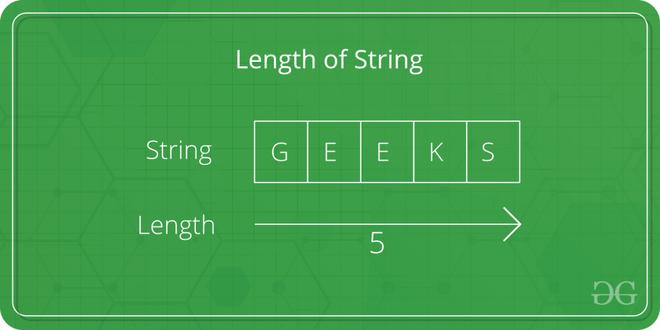 Length of String
String G E E K S
Length
5